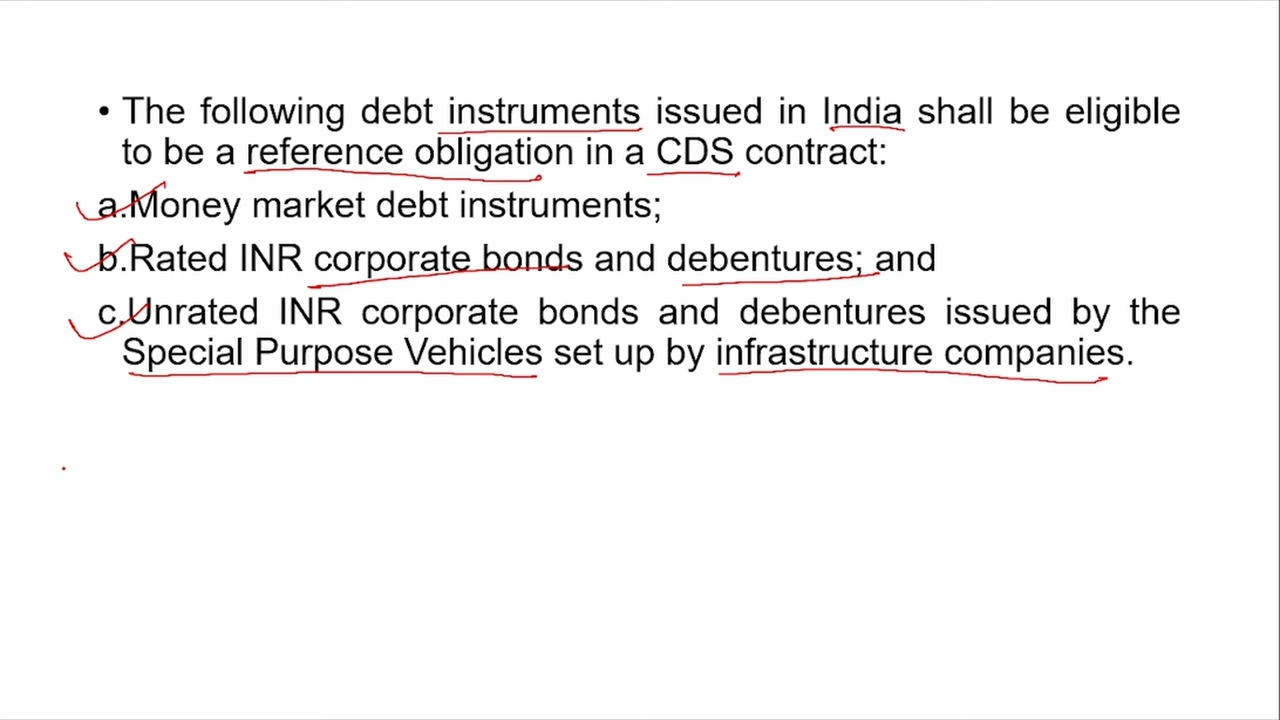 • The following debt instruments issued in India shall be eligible
to be a reference obligation in a CDS contract:
a.Money market debt instruments;
b.Rated INR corporate bonds and debentures; and
c.Unrated INR corporate bonds and debentures issued by the
Special Purpose Vehicles set up by infrastructure companies.